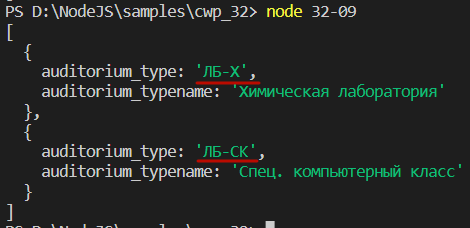 PS D:\NodeJS\samples\cwp_32> node 32-09
[
  {
    auditorium_type: 'ЛБ-Х',
    auditorium_typename: 'Химическая лаборатория'
  },
  {
    auditorium_type: 'ЛБ-СК',
    auditorium_typename: 'Спец. компьютерный класс'
  }
]